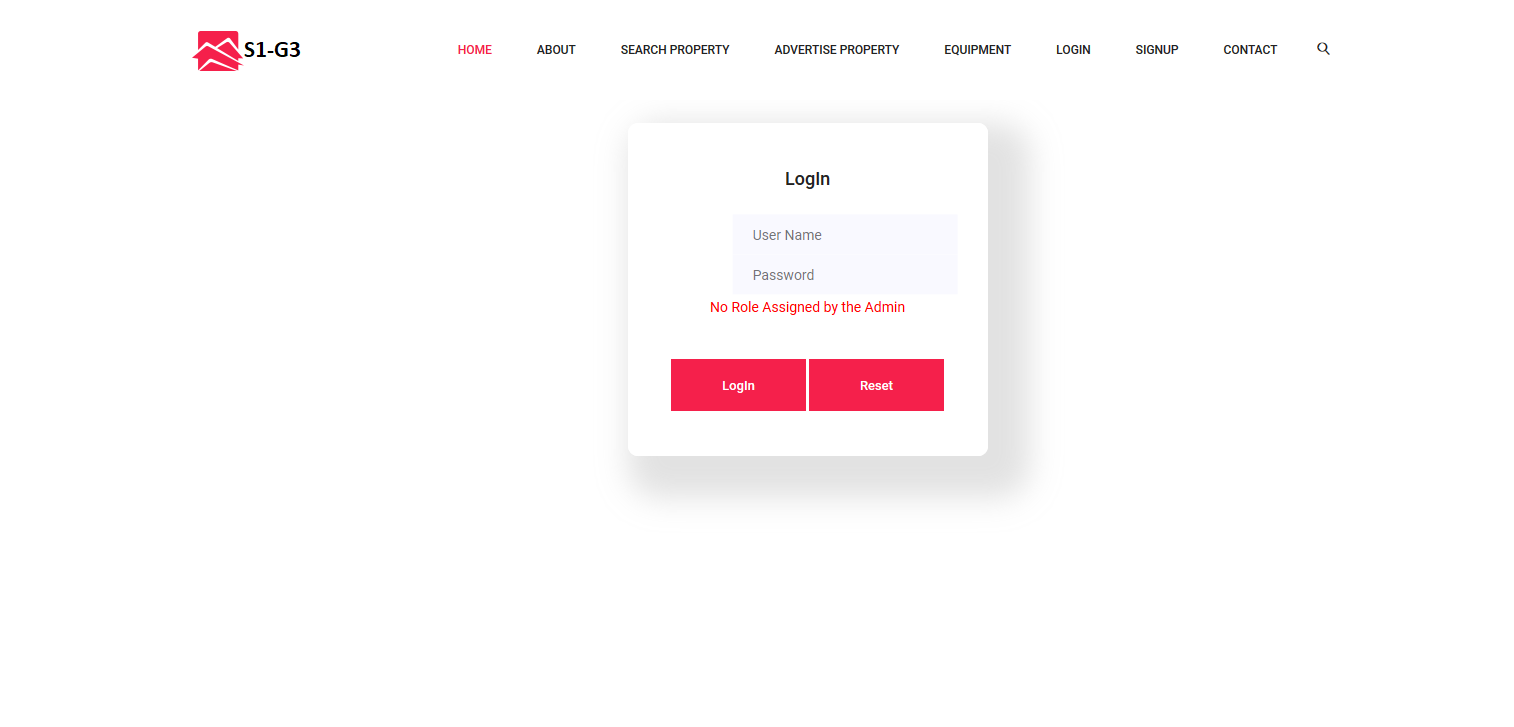 S1-G3
HOME ABOUT SEARCH PROPERTY ADVERTISE PROPERTY EQUIPMENT LOGIN SIGNUP CONTACT
LogIn
User Name
Password
No Role Assigned by the Admin
LogIn Reset